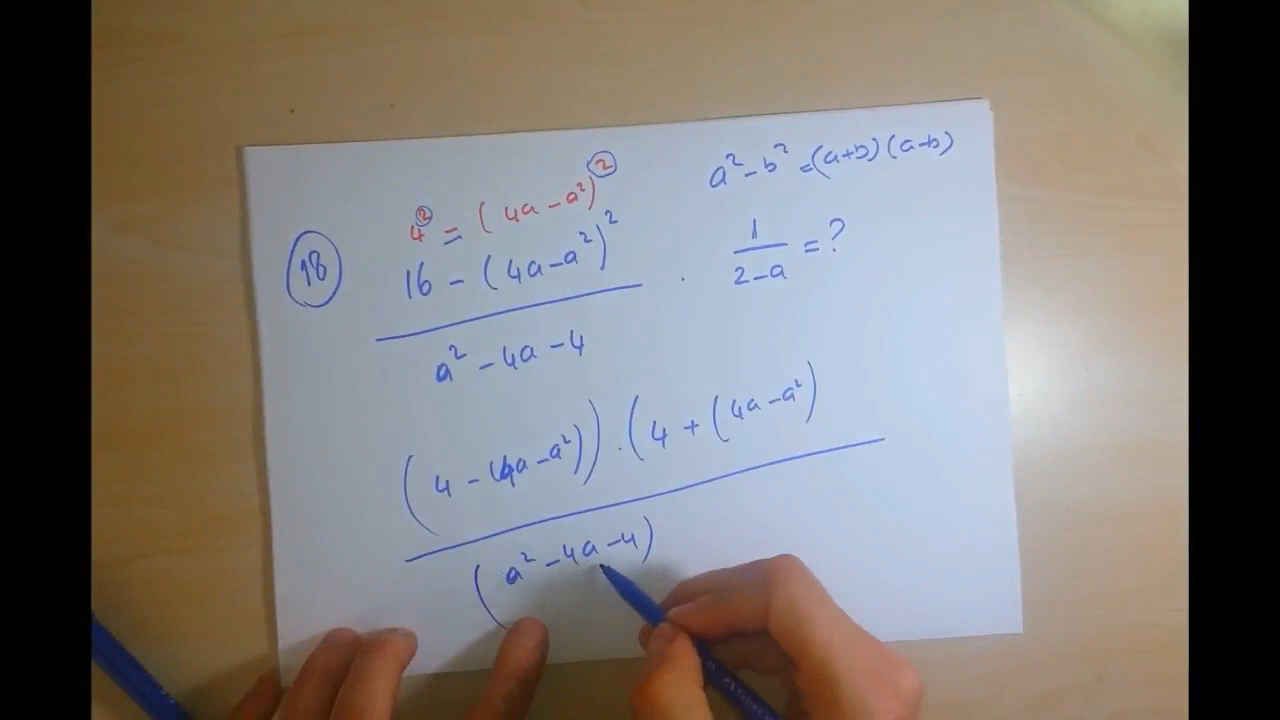 a² - b² = (a+b) (a-b)
4² = (4a - a²)²
18
16 - (4a - a²)² / a² - 4a - 4 · 1 / 2-a = ?
(4 - (4a - a²)) · (4 + (4a - a²)
(a² - 4a - 4)